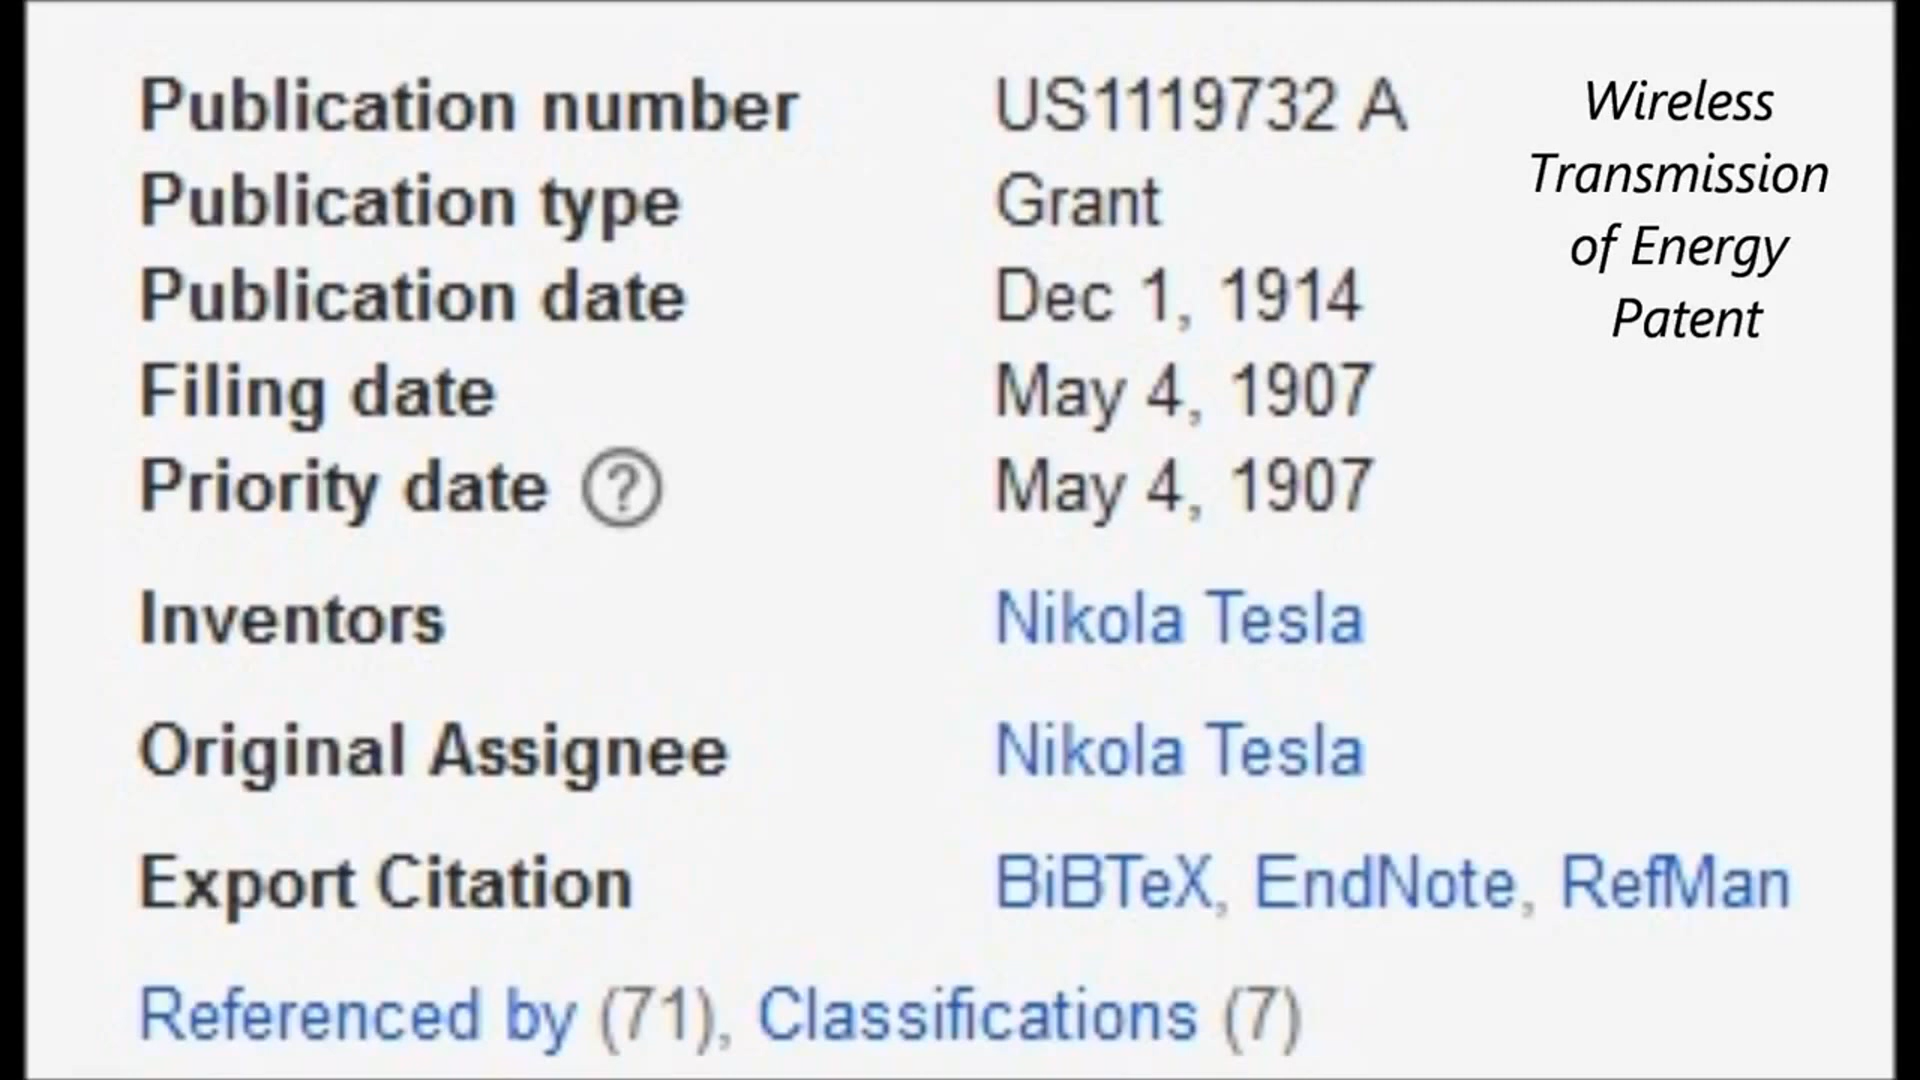 Publication number US1119732 A
Publication type Grant
Publication date Dec 1, 1914
Filing date May 4, 1907
Priority date ? May 4, 1907
Inventors Nikola Tesla
Original Assignee Nikola Tesla
Export Citation BiBTeX, EndNote, RefMan
Referenced by (71), Classifications (7)
Wireless
Transmission
of Energy
Patent